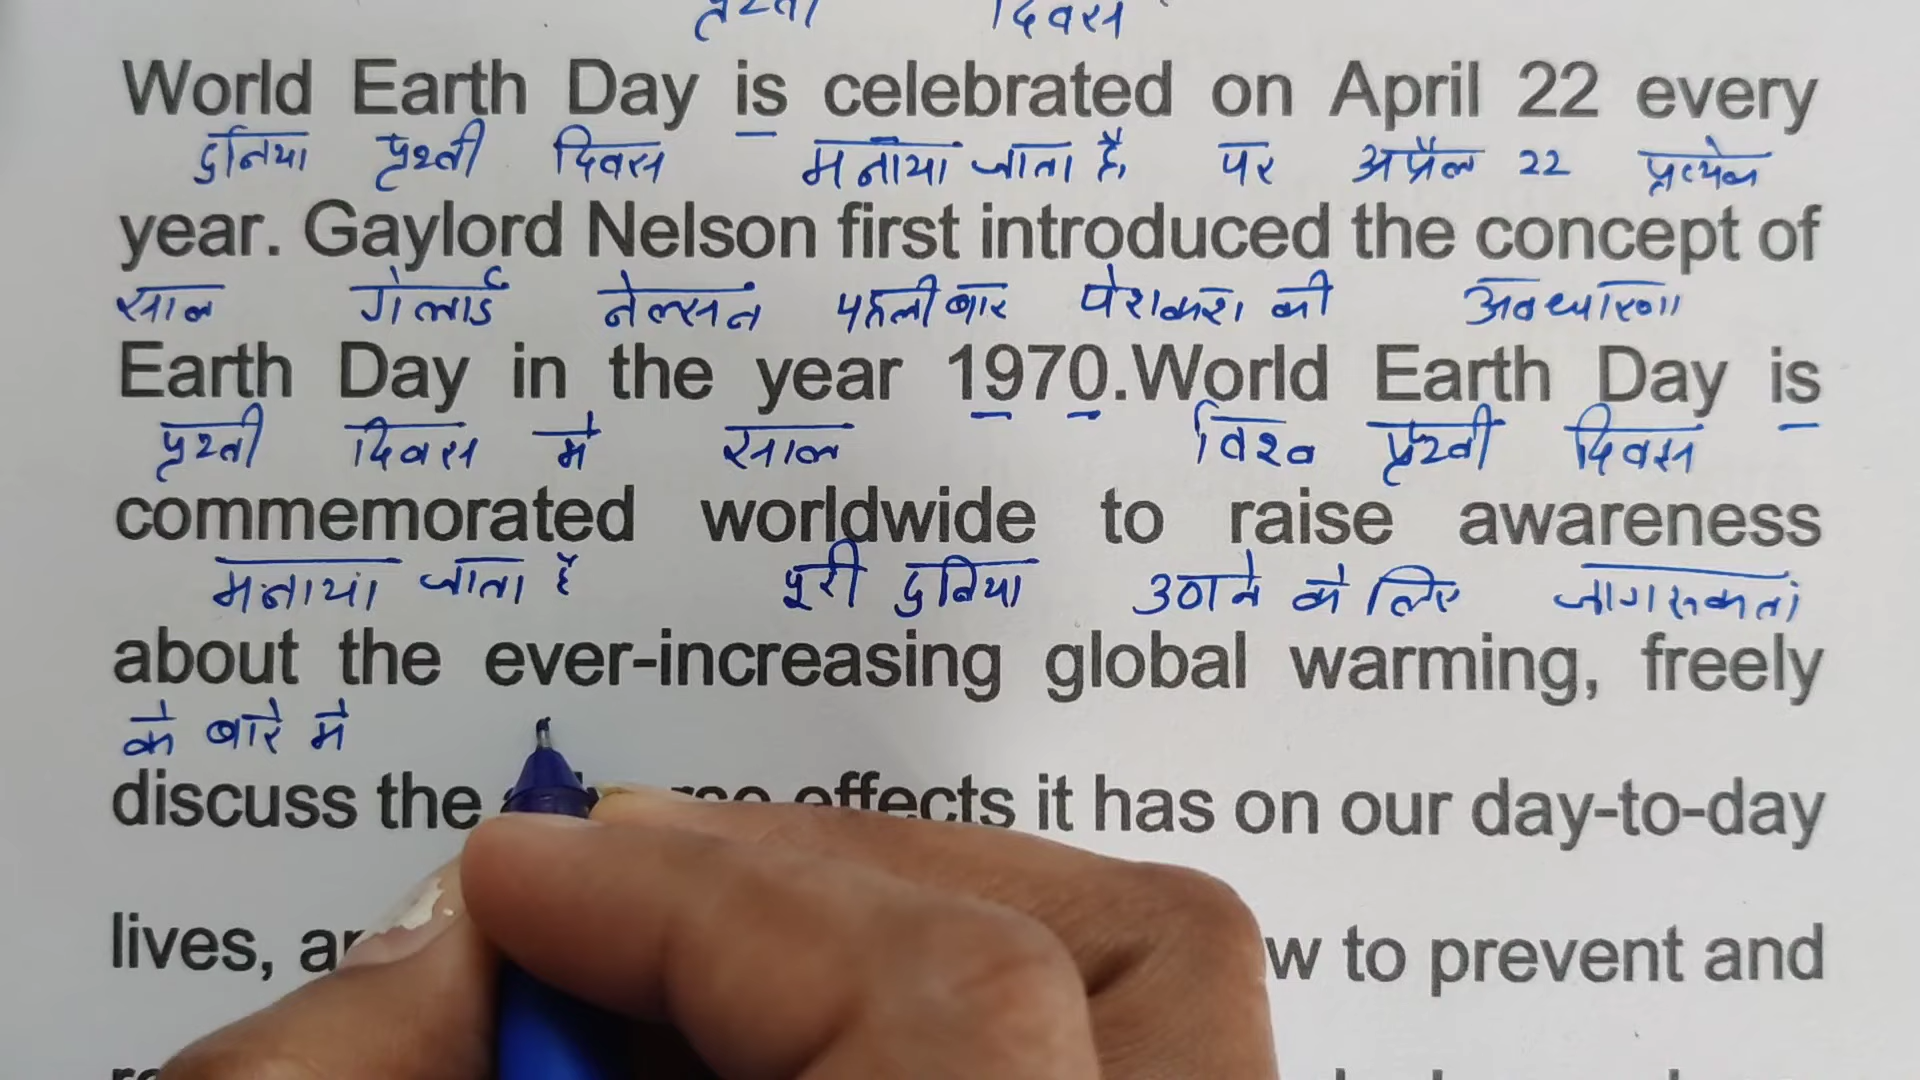 दिवस
World Earth Day is celebrated on April 22 every
दुनिया पृथ्वी दिवस मनाया जाता है, पर अप्रैल 22 प्रत्येक
year. Gaylord Nelson first introduced the concept of
साल गेलार्ड नेल्सन पहलीबार पेशकश की अवधारणा
Earth Day in the year 1970.World Earth Day is
पृथ्वी दिवस मे साल विश्व पृथ्वी दिवस
commemorated worldwide to raise awareness
मनाया जाता है पूरी दुनिया उठाने के लिए जागरूकता
about the ever-increasing global warming, freely
के बारे मे
discuss the effects it has on our day-to-day
lives, to prevent and